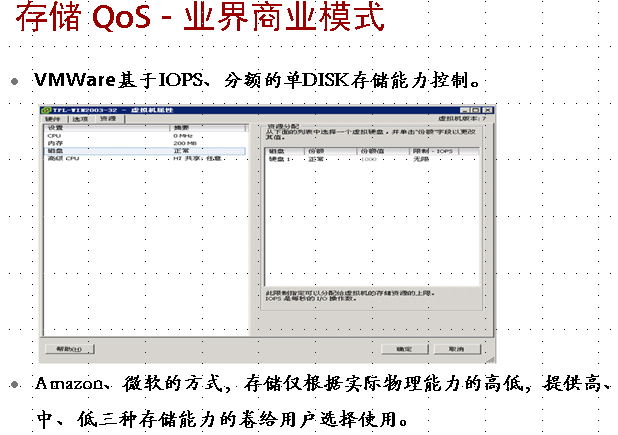 存储 QoS - 业界商业模式
VMWare基于IOPS、分额的单DISK存储能力控制。
TPL-WIN2003-32 - 虚拟机属性
硬件 选项 资源 虚拟机版本: 7
设置 摘要
CPU 0 MHz
内存 200 MB
磁盘 正常
高级 CPU HT 共享: 任意
资源分配
从下面的列表中选择一个虚拟硬盘，并单击“份额”字段以更改
其值。
磁盘 份额 份额值 限制 - IOPS
硬盘 1 正常 1000 无限
此限制指定可以分配给虚拟机的存储资源的上限。
IOPS 是每秒的 I/O 操作数。
帮助(H) 确定 取消
Amazon、微软的方式，存储仅根据实际物理能力的高低，提供高、
中、低三种存储能力的卷给用户选择使用。